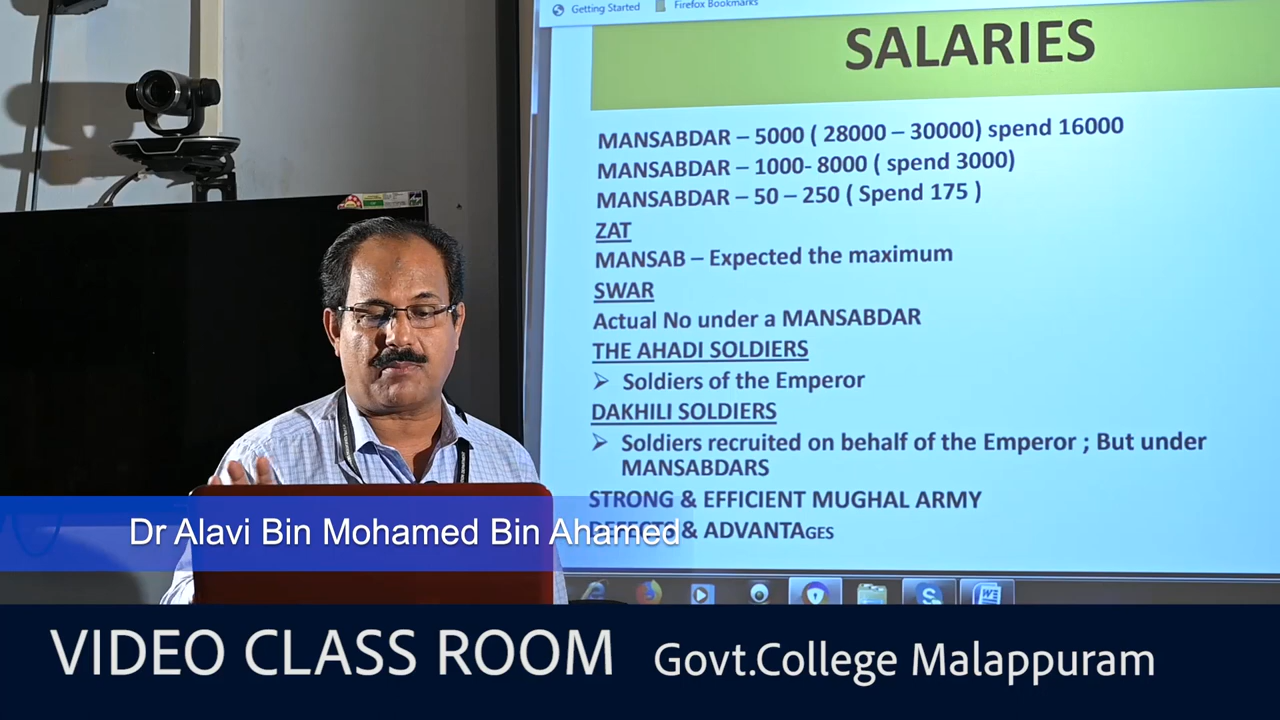 Getting Started
Firefox Bookmarks
SALARIES
MANSABDAR – 5000 ( 28000 – 30000) spend 16000
MANSABDAR – 1000- 8000 ( spend 3000)
MANSABDAR – 50 – 250 ( Spend 175 )
ZAT
MANSAB – Expected the maximum
SWAR
Actual No under a MANSABDAR
THE AHADI SOLDIERS
➢ Soldiers of the Emperor
DAKHILI SOLDIERS
➢ Soldiers recruited on behalf of the Emperor ; But under
MANSABDARS
STRONG & EFFICIENT MUGHAL ARMY
DEFECTS & ADVANTAGES
Dr Alavi Bin Mohamed Bin Ahamed
VIDEO CLASS ROOM Govt.College Malappuram